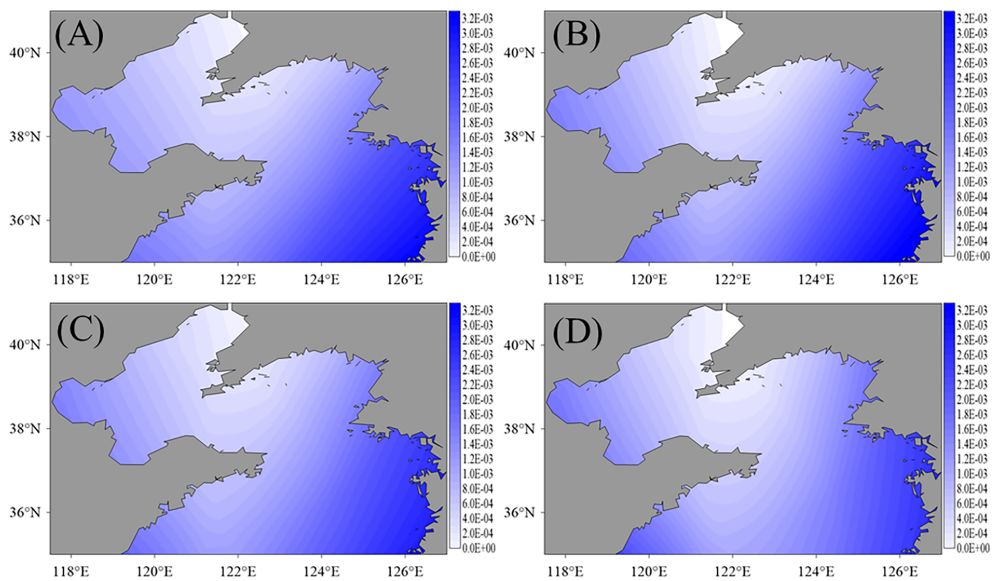 (A)
40°N
38°N
36°N
118°E 120°E 122°E 124°E 126°E
3.2E-03
3.0E-03
2.8E-03
2.6E-03
2.4E-03
2.2E-03
2.0E-03
1.8E-03
1.6E-03
1.4E-03
1.2E-03
1.0E-03
8.0E-04
6.0E-04
4.0E-04
2.0E-04
0.0E+00
(B)
118°E 120°E 122°E 124°E 126°E
3.2E-03
3.0E-03
2.8E-03
2.6E-03
2.4E-03
2.2E-03
2.0E-03
1.8E-03
1.6E-03
1.4E-03
1.2E-03
1.0E-03
8.0E-04
6.0E-04
4.0E-04
2.0E-04
0.0E+00
(C)
40°N
38°N
36°N
118°E 120°E 122°E 124°E 126°E
3.2E-03
3.0E-03
2.8E-03
2.6E-03
2.4E-03
2.2E-03
2.0E-03
1.8E-03
1.6E-03
1.4E-03
1.2E-03
1.0E-03
8.0E-04
6.0E-04
4.0E-04
2.0E-04
0.0E+00
(D)
118°E 120°E 122°E 124°E 126°E
3.2E-03
3.0E-03
2.8E-03
2.6E-03
2.4E-03
2.2E-03
2.0E-03
1.8E-03
1.6E-03
1.4E-03
1.2E-03
1.0E-03
8.0E-04
6.0E-04
4.0E-04
2.0E-04
0.0E+00
40°N
38°N
36°N
40°N
38°N
36°N